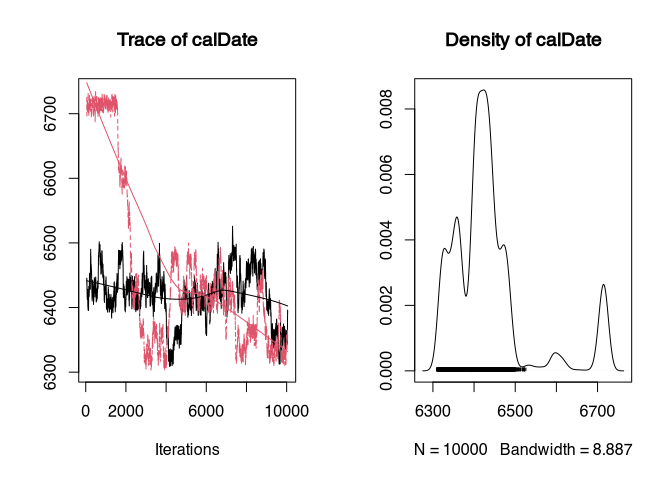 Trace of calDate
6700
6600
6500
6400
6300
0 2000 6000 10000
Iterations
Density of calDate
0.008
0.006
0.004
0.002
0.000
6300 6500 6700
N = 10000 Bandwidth = 8.887